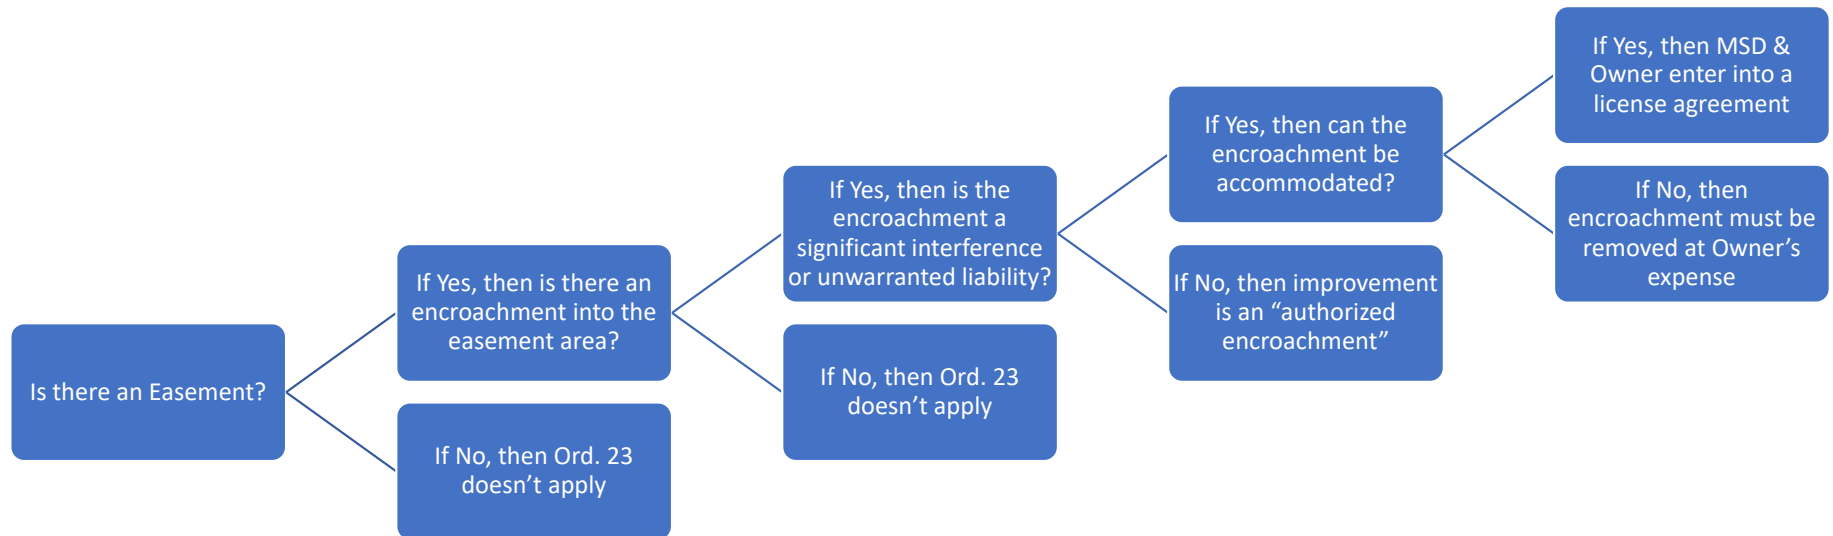 Is there an Easement?
If Yes, then is there an
encroachment into the
easement area?
If No, then Ord. 23
doesn’t apply
If Yes, then is the
encroachment a
significant interference
or unwarranted liability?
If No, then Ord. 23
doesn’t apply
If Yes, then can the
encroachment be
accommodated?
If No, then improvement
is an “authorized
encroachment”
If Yes, then MSD &
Owner enter into a
license agreement
If No, then
encroachment must be
removed at Owner’s
expense